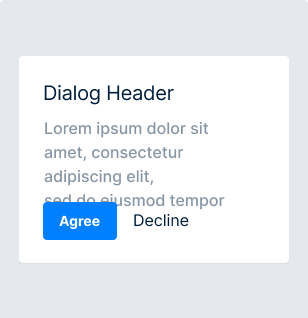 Dialog Header
Lorem ipsum dolor sit
amet, consectetur
adipiscing elit,
sed do eiusmod tempor
Agree
Decline